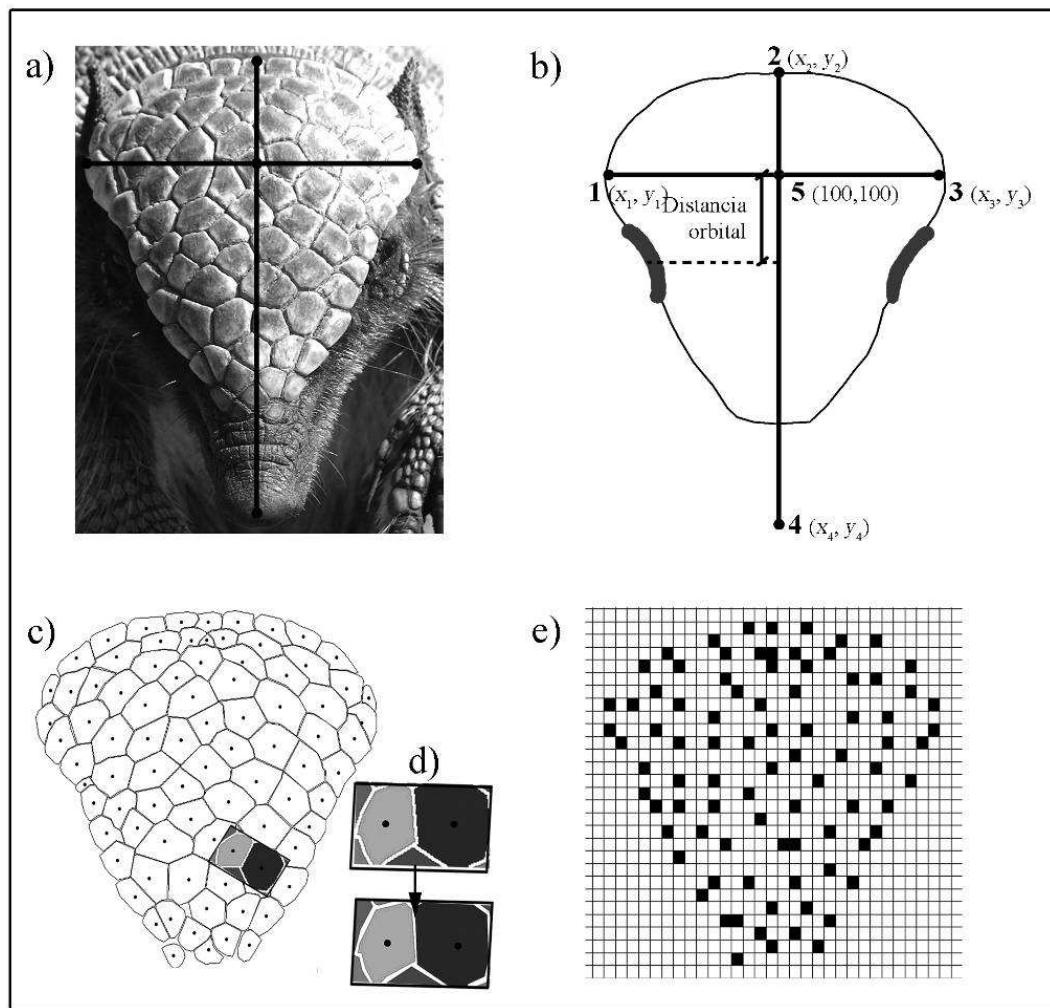 a)
b)
2 (x₂, y₂)
1 (x₁, y₁)
5 (100,100)
3 (x₃, y₃)
Distancia
orbital
4 (x₄, y₄)
c)
d)
e)